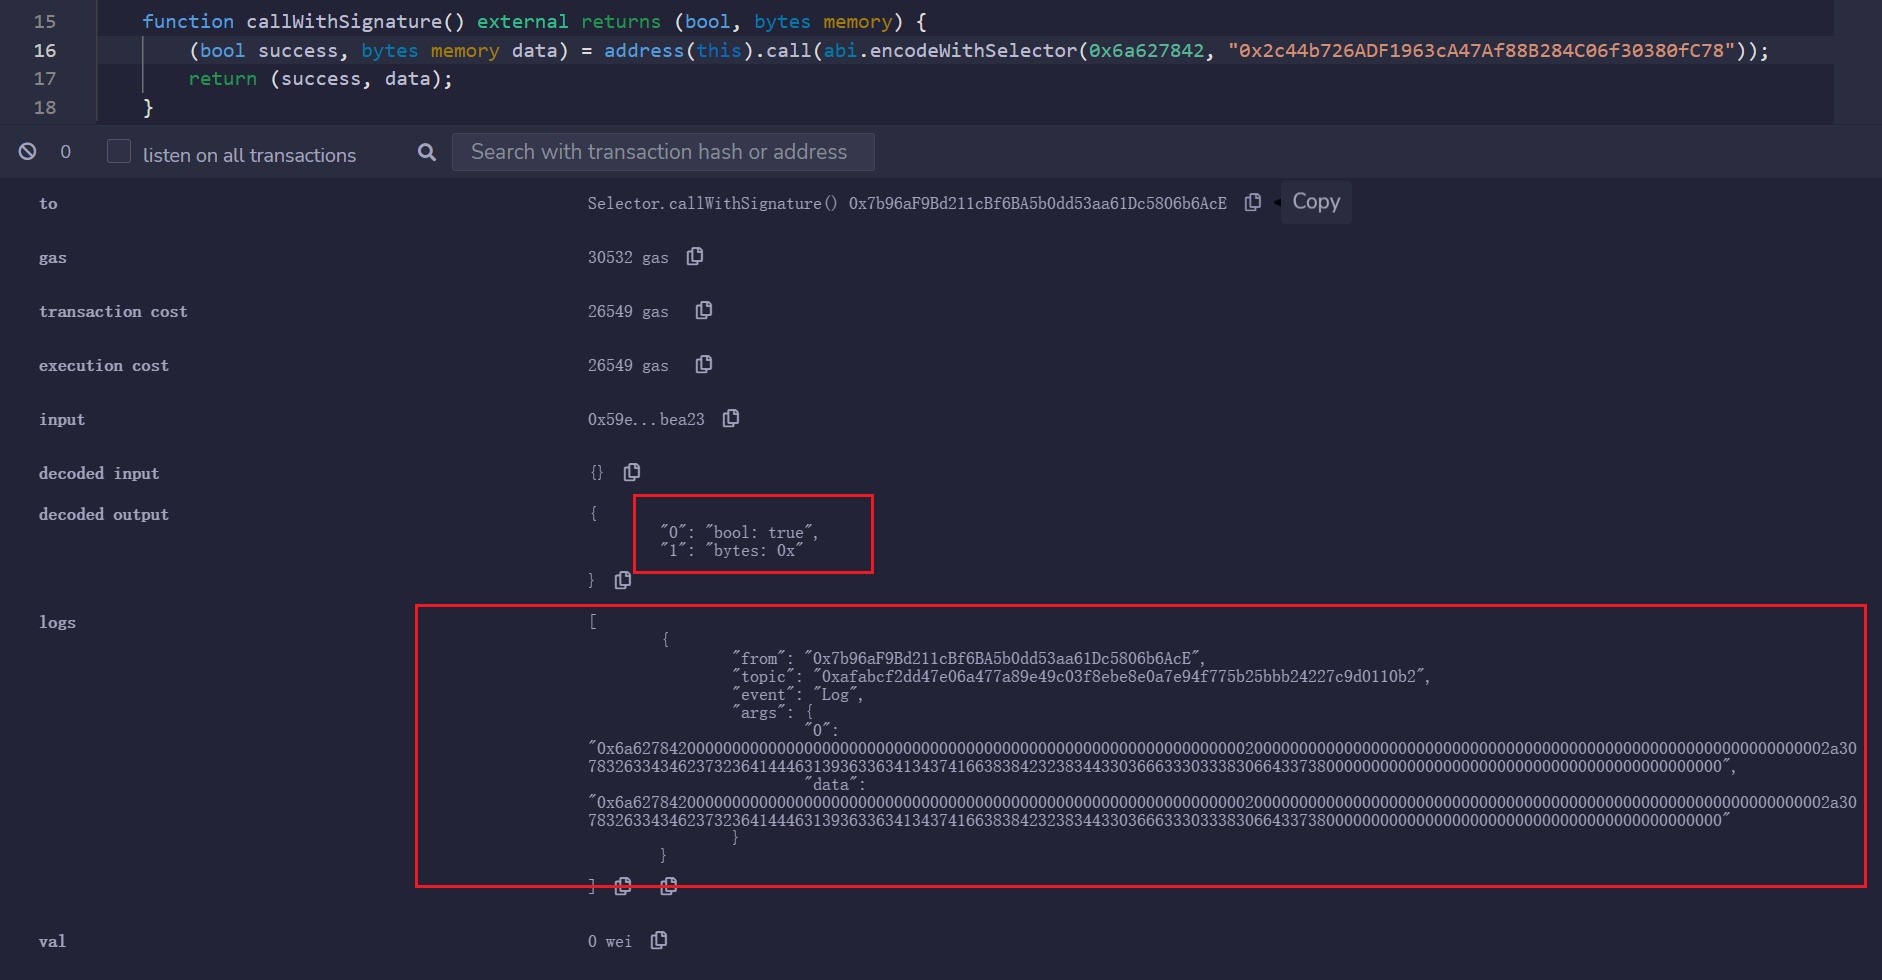 15 function callWithSignature() external returns (bool, bytes memory) {
16 (bool success, bytes memory data) = address(this).call(abi.encodeWithSelector(0x6a627842, "0x2c44b726ADF1963cA47Af88B284C06f30380fC78"));
17 return (success, data);
18 }
0 listen on all transactions Search with transaction hash or address
to Selector.callWithSignature() 0x7b96aF9Bd211cBf6BA5b0dd53aa61Dc5806b6AcE Copy
gas 30532 gas
transaction cost 26549 gas
execution cost 26549 gas
input 0x59e...bea23
decoded input {}
decoded output {
"0": "bool: true",
"1": "bytes: 0x"
}
logs [
{
"from": "0x7b96aF9Bd211cBf6BA5b0dd53aa61Dc5806b6AcE",
"topic": "0xafabcf2dd47e06a477a89e49c03f8ebe8e0a7e94f775b25bbb24227c9d0110b2",
"event": "Log",
"args": {
"0":
"0x6a6278420000000000000000000000000000000000000000000000000000000000000020000000000000000000000000000000000000000000000000000000000000002a30
78326334346237323641444631393633634134374166383842323834433036663330333830664337380000000000000000000000000000000000000000000",
"data":
"0x6a6278420000000000000000000000000000000000000000000000000000000000000020000000000000000000000000000000000000000000000000000000000000002a30
78326334346237323641444631393633634134374166383842323834433036663330333830664337380000000000000000000000000000000000000000000"
}
}
]
val 0 wei